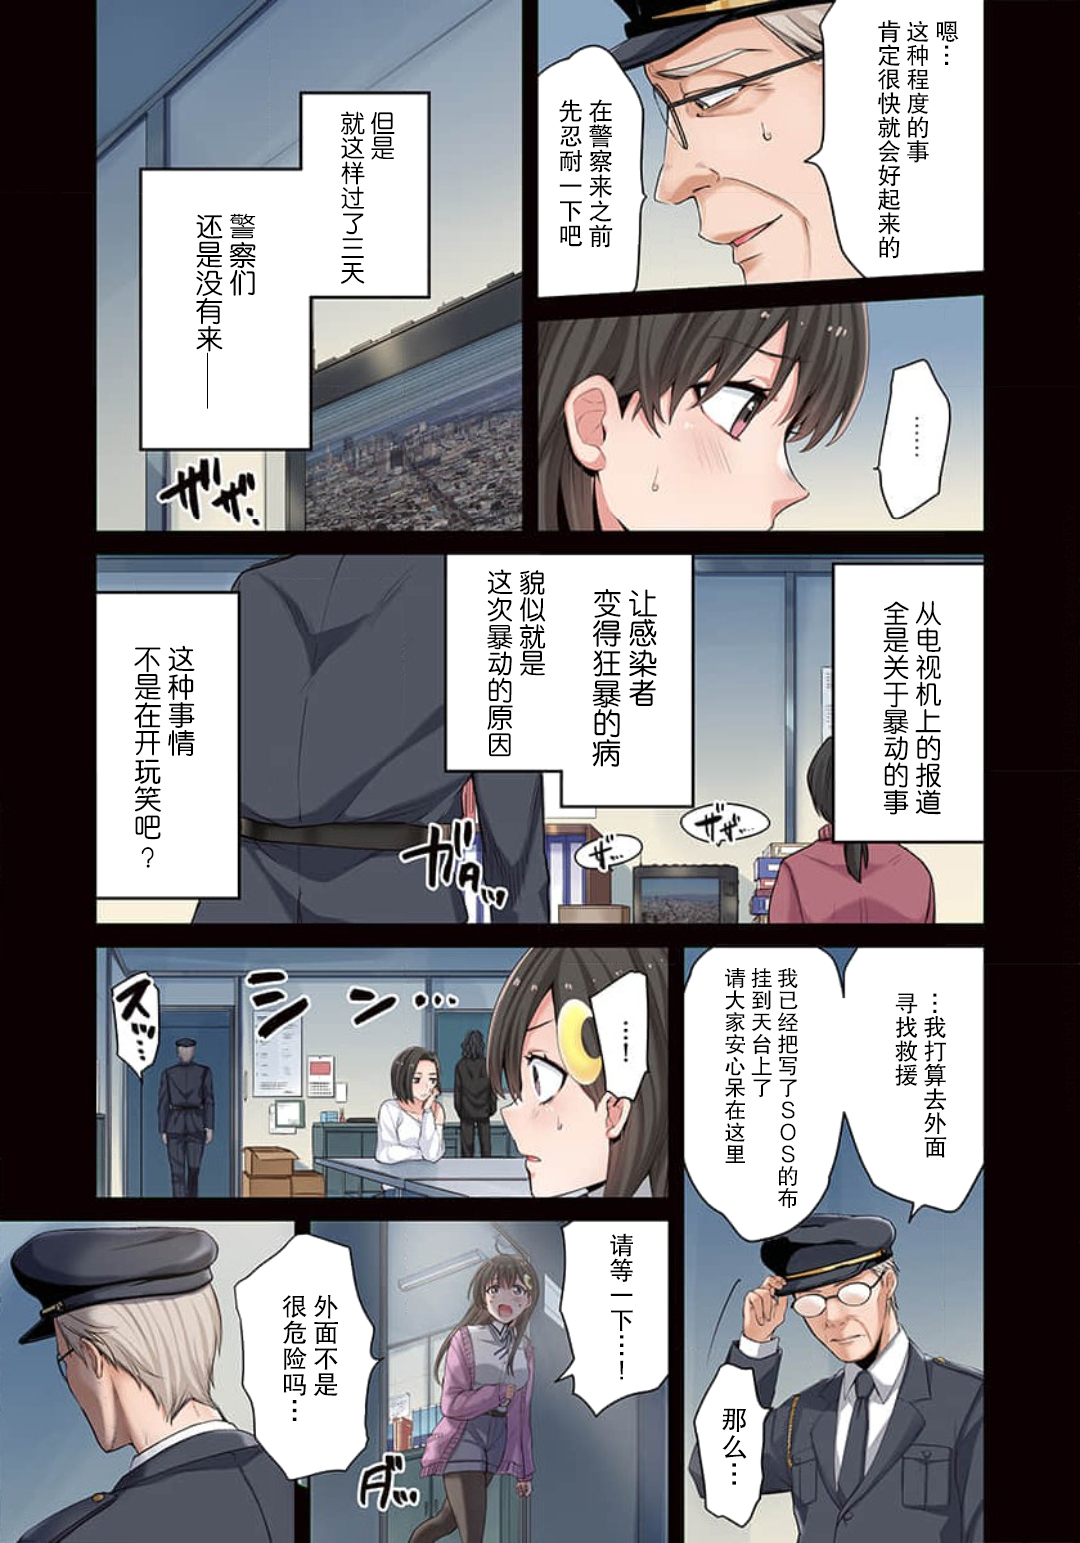 嗯…
这种程度的事
肯定很快就会好起来的
在警察来之前
先忍耐一下吧
……
但是
就这样过了三天
警察们
还是没有来——
ザザ…
从电视机上的报道
全是关于暴动的事
ザザ…
ザ…
让感染者
变得狂暴的病
貌似就是
这次暴动的原因
ガタッ…
这种事情
不是在开玩笑吧？
…我打算去外面
寻找救援
我已经把写了SOS的布
挂到天台上了
请大家安心呆在这里
那么…
…！
シーン…
スッ…
请等一下…！
ダッ…
外面不是
很危险吗…